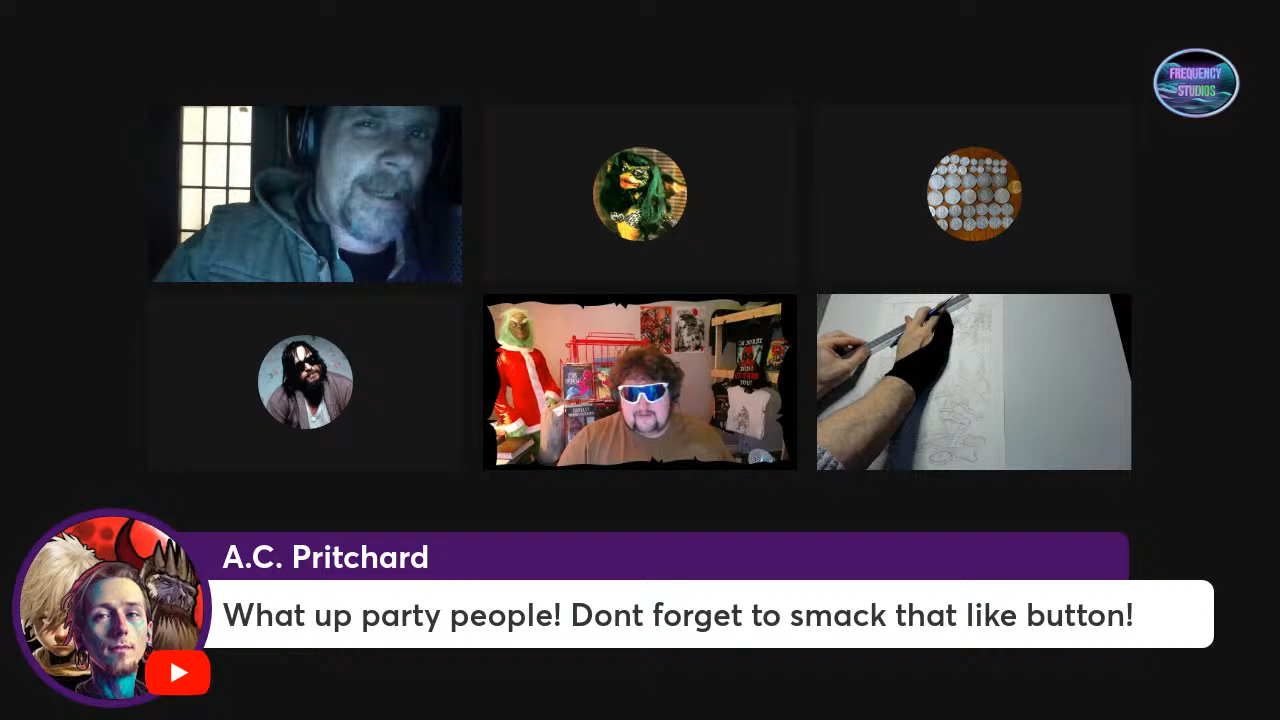 FREQUENCY
STUDIOS
A.C. Pritchard
What up party people! Dont forget to smack that like button!